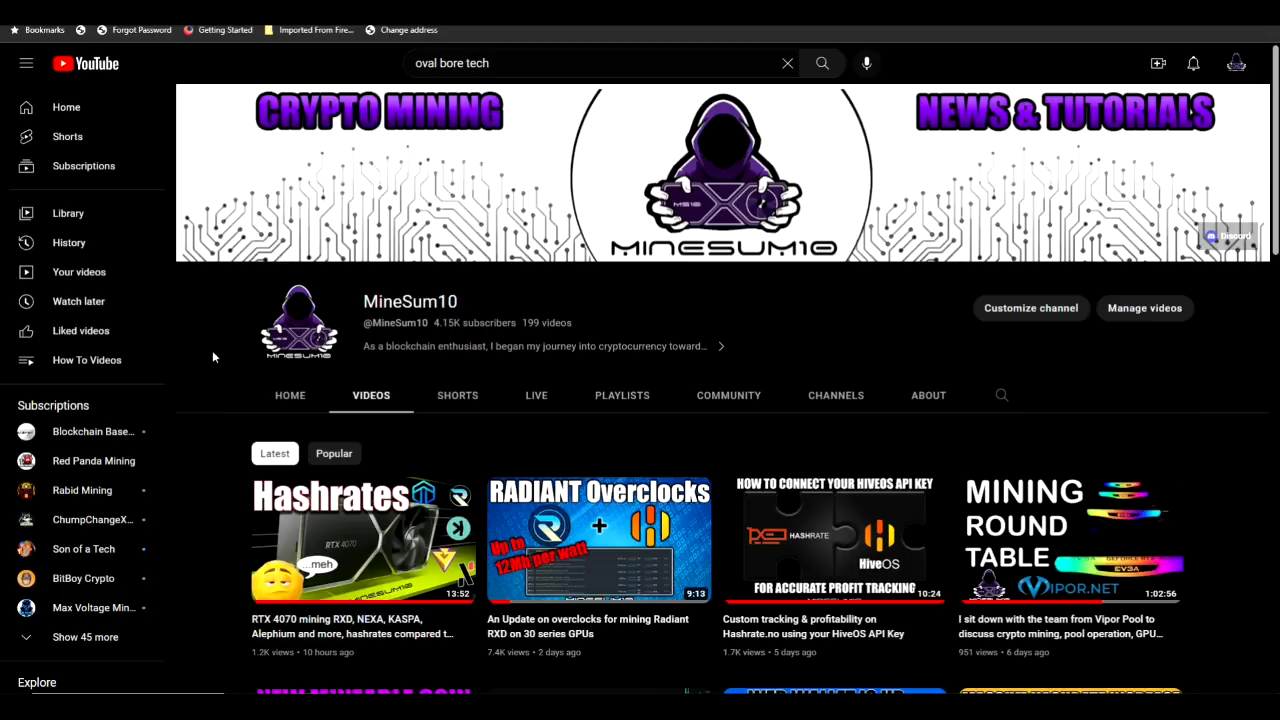 Bookmarks
Forgot Password
Getting Started
Imported From Fire...
Change address
YouTube
oval bore tech
Home
Shorts
Subscriptions
Library
History
Your videos
Watch later
Liked videos
How To Videos
Subscriptions
Blockchain Base...
Red Panda Mining
Rabid Mining
ChumpChangeX...
Son of a Tech
BitBoy Crypto
Max Voltage Min...
Show 45 more
Explore
CRYPTO MINING
NEWS & TUTORIALS
MS10
MINESUM10
Discord
MINESUM10
MineSum10
@MineSum10 4.15K subscribers 199 videos
As a blockchain enthusiast, I began my journey into cryptocurrency toward...
Customize channel
Manage videos
HOME
VIDEOS
SHORTS
LIVE
PLAYLISTS
COMMUNITY
CHANNELS
ABOUT
Latest
Popular
Hashrates
RTX 4070
...meh
MINESUM10
13:52
RTX 4070 mining RXD, NEXA, KASPA,
Alephium and more, hashrates compared t...
1.2K views • 10 hours ago
RADIANT Overclocks
Up to
12Mh per watt
MINESUM10
9:13
An Update on overclocks for mining Radiant
RXD on 30 series GPUs
7.4K views • 2 days ago
HOW TO CONNECT YOUR HIVEOS API KEY
HASHRATE
HiveOS
FOR ACCURATE PROFIT TRACKING
10:24
Custom tracking & profitability on
Hashrate.no using your HiveOS API Key
1.7K views • 5 days ago
MINING
ROUND
TABLE
EVGA
VIPOR.NET
1:02:56
I sit down with the team from Vipor Pool to
discuss crypto mining, pool operation, GPU...
951 views • 6 days ago